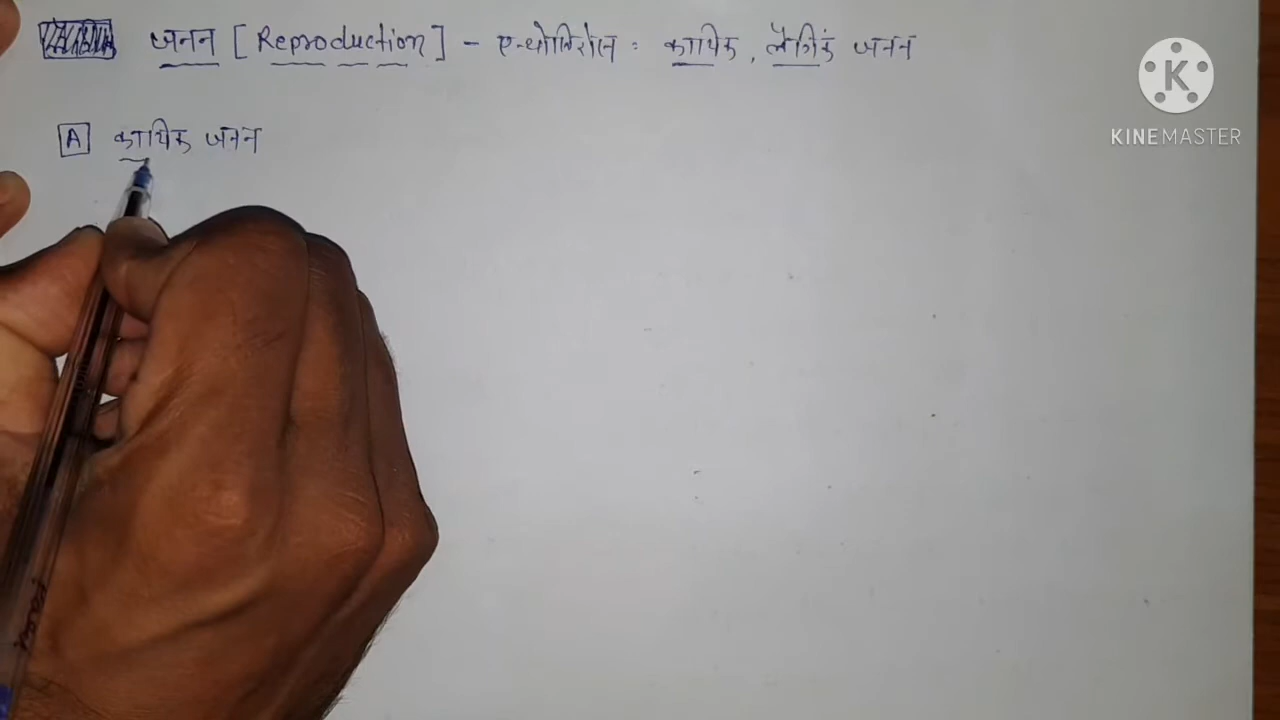 जनन [Reproduction] - एन्थोसिरोस : कायिक, लैंगिक जनन
K
KINEMASTER
A कायिक जनन